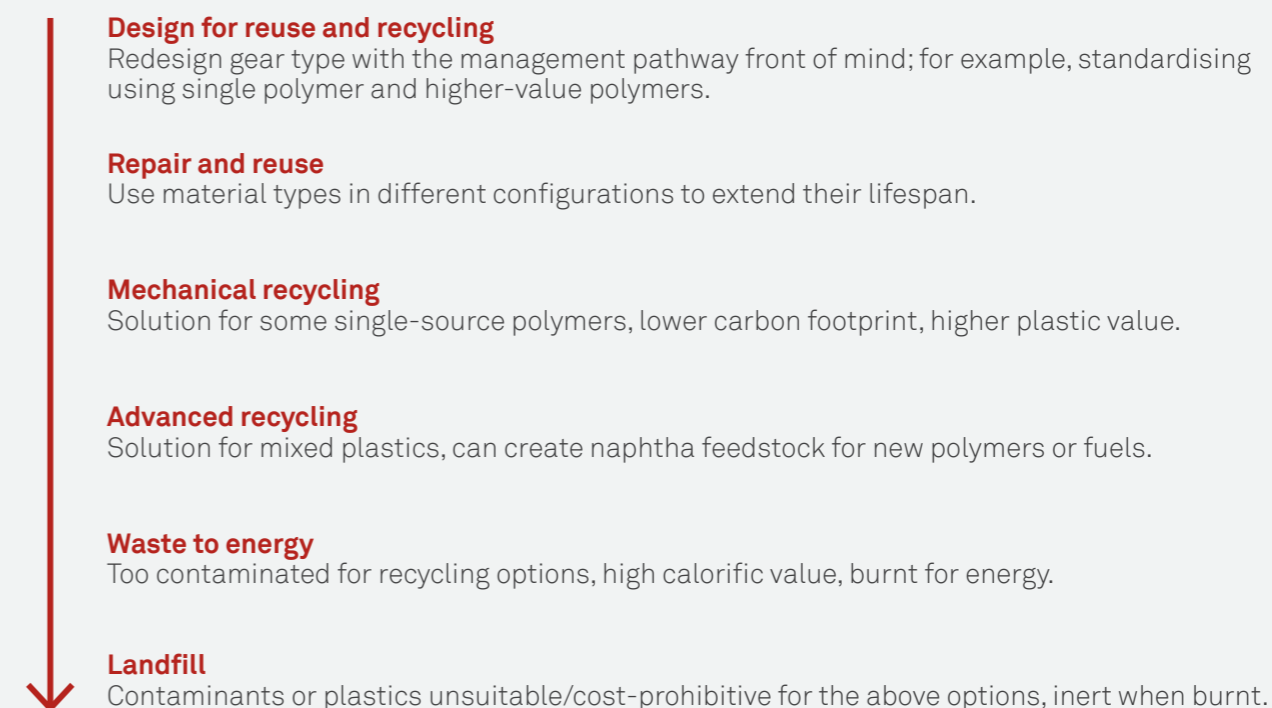 Design for reuse and recycling
Redesign gear type with the management pathway front of mind; for example, standardising
using single polymer and higher-value polymers.
Repair and reuse
Use material types in different configurations to extend their lifespan.
Mechanical recycling
Solution for some single-source polymers, lower carbon footprint, higher plastic value.
Advanced recycling
Solution for mixed plastics, can create naphtha feedstock for new polymers or fuels.
Waste to energy
Too contaminated for recycling options, high calorific value, burnt for energy.
Landfill
Contaminants or plastics unsuitable/cost-prohibitive for the above options, inert when burnt.